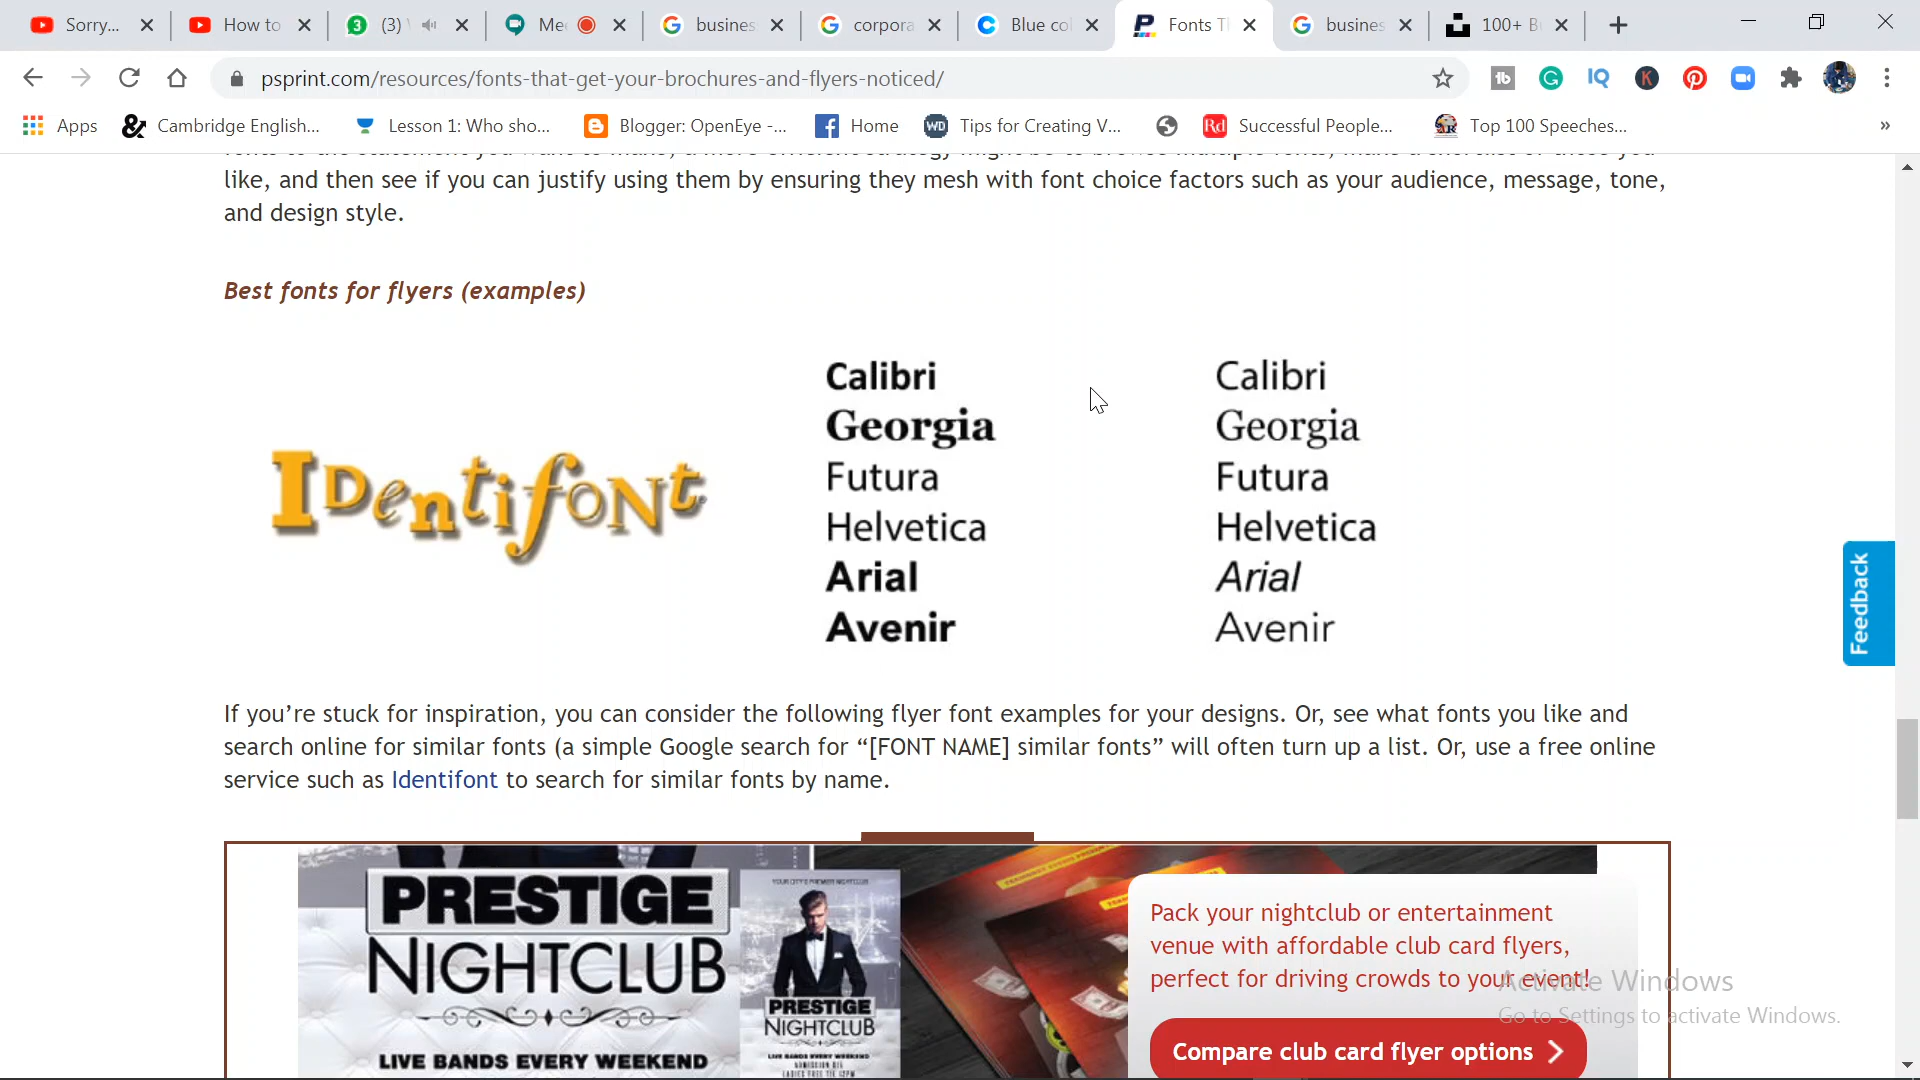 Sorry...
How to
(3)
Me
busines
corpora
Blue co
Fonts T
busines
100+ B
psprint.com/resources/fonts-that-get-your-brochures-and-flyers-noticed/
Apps
Cambridge English...
Lesson 1: Who sho...
Blogger: OpenEye -...
Home
Tips for Creating V...
Successful People...
Top 100 Speeches...
like, and then see if you can justify using them by ensuring they mesh with font choice factors such as your audience, message, tone,
and design style.
Best fonts for flyers (examples)
Identifont
Calibri
Georgia
Futura
Helvetica
Arial
Avenir
Calibri
Georgia
Futura
Helvetica
Arial
Avenir
Feedback
If you’re stuck for inspiration, you can consider the following flyer font examples for your designs. Or, see what fonts you like and
search online for similar fonts (a simple Google search for “[FONT NAME] similar fonts” will often turn up a list. Or, use a free online
service such as Identifont to search for similar fonts by name.
PRESTIGE
NIGHTCLUB
LIVE BANDS EVERY WEEKEND
YOUR CITY'S PREMIER NIGHTCLUB
PRESTIGE
NIGHTCLUB
LIVE BANDS EVERY WEEKEND
Pack your nightclub or entertainment
venue with affordable club card flyers,
perfect for driving crowds to your event!
Compare club card flyer options
Activate Windows
Go to Settings to activate Windows.